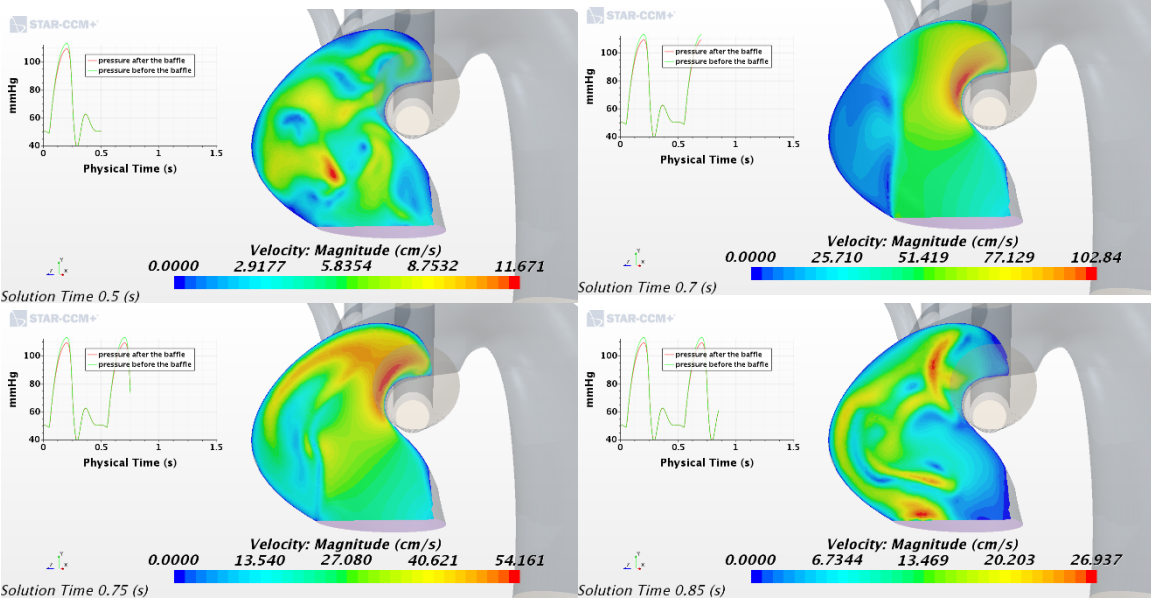 STAR-CCM+
pressure after the baffle
pressure before the baffle
mmHg
100
80
60
40
0 0.5 1 1.5
Physical Time (s)
Velocity: Magnitude (cm/s)
0.0000 2.9177 5.8354 8.7532 11.671
Y
Z X
Solution Time 0.5 (s)
STAR-CCM+
pressure after the baffle
pressure before the baffle
mmHg
100
80
60
40
0 0.5 1 1.5
Physical Time (s)
Velocity: Magnitude (cm/s)
0.0000 25.710 51.419 77.129 102.84
Y
Z X
Solution Time 0.7 (s)
STAR-CCM+
pressure after the baffle
pressure before the baffle
mmHg
100
80
60
40
0 0.5 1 1.5
Physical Time (s)
Velocity: Magnitude (cm/s)
0.0000 13.540 27.080 40.621 54.161
Y
Z X
Solution Time 0.75 (s)
STAR-CCM+
pressure after the baffle
pressure before the baffle
mmHg
100
80
60
40
0 0.5 1 1.5
Physical Time (s)
Velocity: Magnitude (cm/s)
0.0000 6.7344 13.469 20.203 26.937
Y
Z X
Solution Time 0.85 (s)